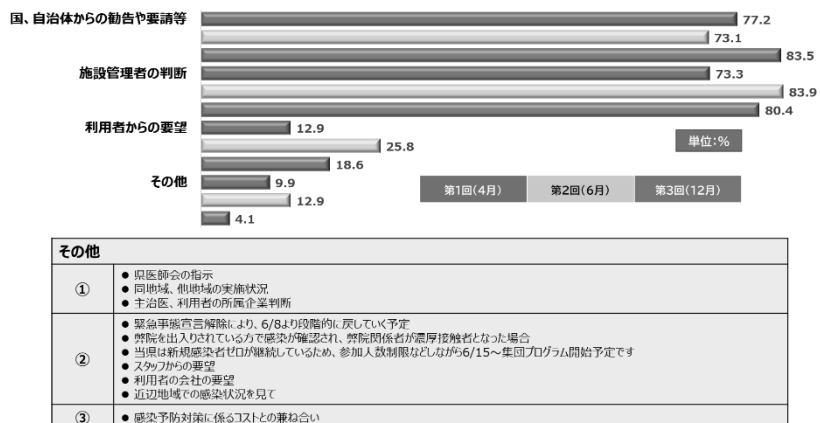 国、自治体からの勧告や要請等
77.2
73.1
83.5
施設管理者の判断
73.3
83.9
80.4
利用者からの要望
12.9
25.8
18.6
単位:%
その他
9.9
12.9
4.1
第1回(4月) 第2回(6月) 第3回(12月)
その他
①
● 県医師会の指示
● 同地域、他地域の実施状況
● 主治医、利用者の所属企業判断
②
● 緊急事態宣言解除により、6/8より段階的に戻していく予定
● 弊院を出入りされている方で感染が確認され、弊院関係者が濃厚接触者となった場合
● 当県は新規感染者ゼロが継続しているため、参加人数制限などしながら6/15~集団プログラム開始予定です
● スタッフからの要望
● 利用者の会社の要望
● 近辺地域での感染状況を見て
③
● 感染予防対策に係るコストとの兼ね合い